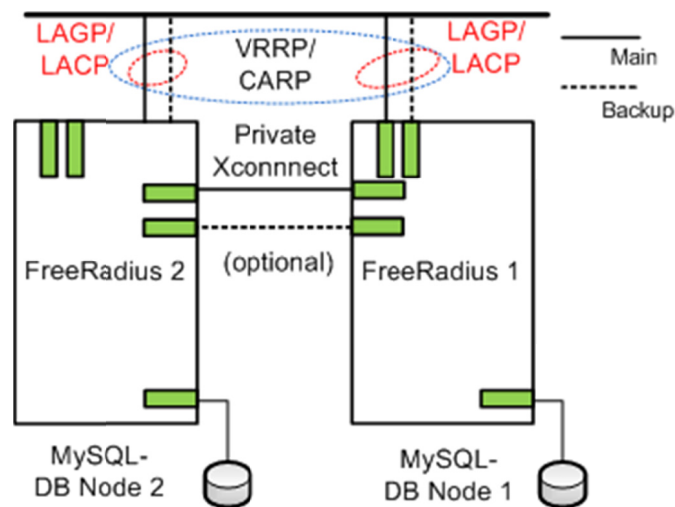 LAGP/
LACP
VRRP/
CARP
LAGP/
LACP
Main
Backup
Private
Xconnnect
(optional)
FreeRadius 2
FreeRadius 1
MySQL-
DB Node 2
MySQL-
DB Node 1